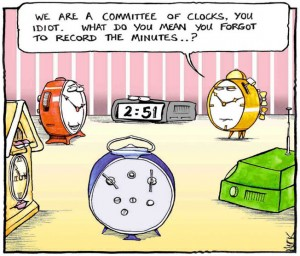 WE ARE A COMMITTEE OF CLOCKS, YOU
IDIOT. WHAT DO YOU MEAN YOU FORGOT
TO RECORD THE MINUTES..?
2:51